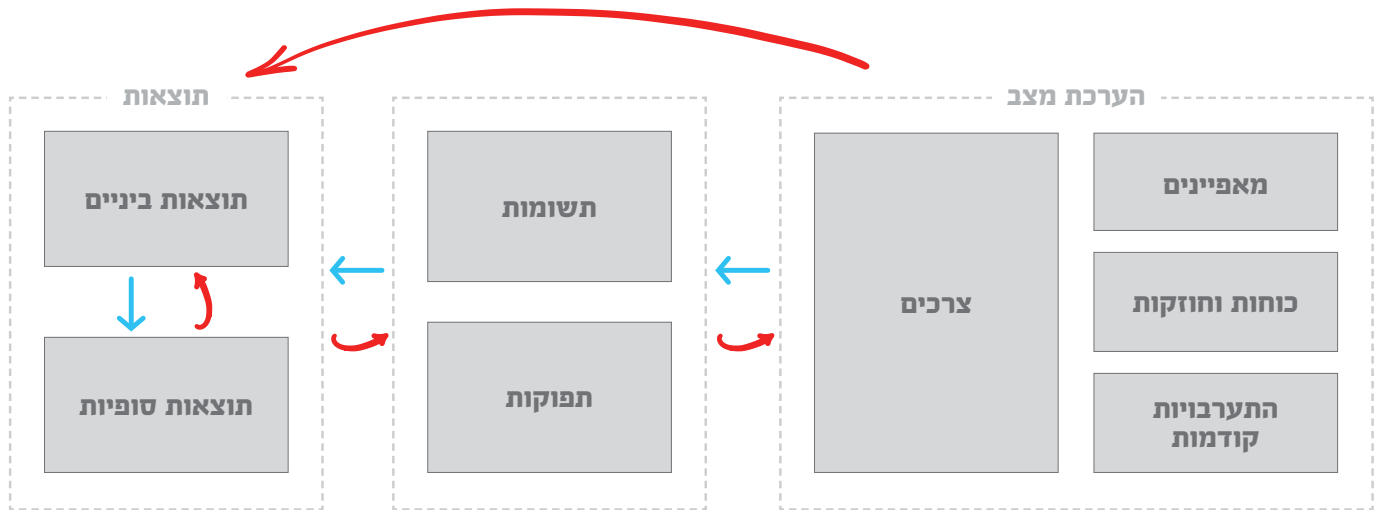 הערכת מצב
מאפיינים
כוחות וחוזקות
התערבויות
קודמות
צרכים
תשומות
תפוקות
תוצאות
תוצאות ביניים
תוצאות סופיות